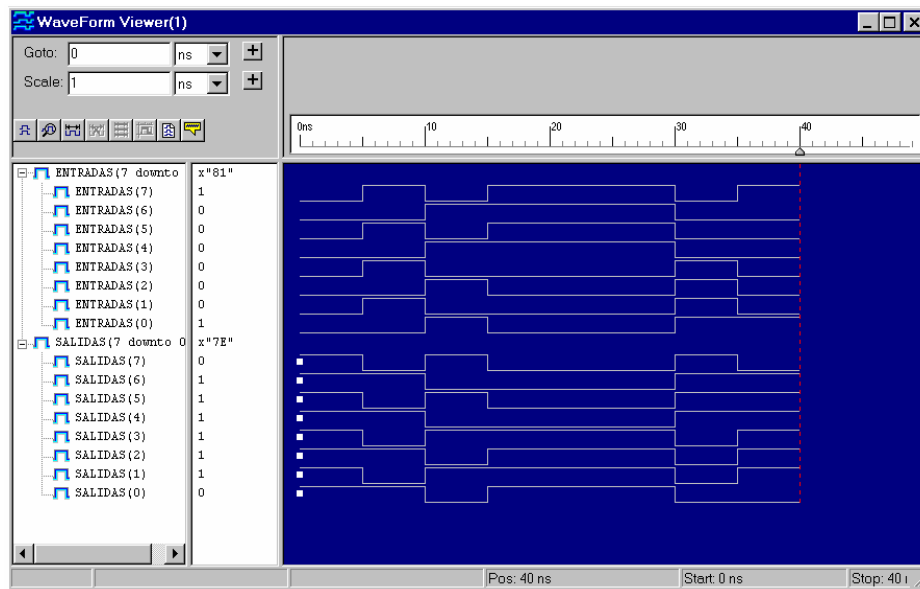 WaveForm Viewer(1)
Goto: 0 ns
Scale: 1 ns
0ns 10 20 30 40
ENTRADAS(7 downto x"81"
ENTRADAS(7) 1
ENTRADAS(6) 0
ENTRADAS(5) 0
ENTRADAS(4) 0
ENTRADAS(3) 0
ENTRADAS(2) 0
ENTRADAS(1) 0
ENTRADAS(0) 1
SALIDAS(7 downto 0 x"7E"
SALIDAS(7) 0
SALIDAS(6) 1
SALIDAS(5) 1
SALIDAS(4) 1
SALIDAS(3) 1
SALIDAS(2) 1
SALIDAS(1) 1
SALIDAS(0) 0
Pos: 40 ns Start: 0 ns Stop: 40